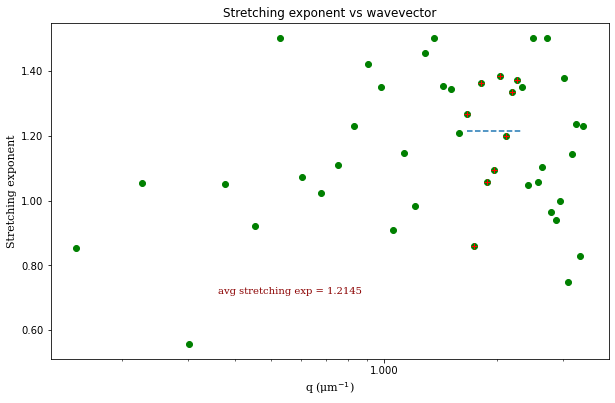 Stretching exponent vs wavevector
1.40
1.20
1.00
0.80
0.60
Stretching exponent
avg stretching exp = 1.2145
1.000
q (μm⁻¹)